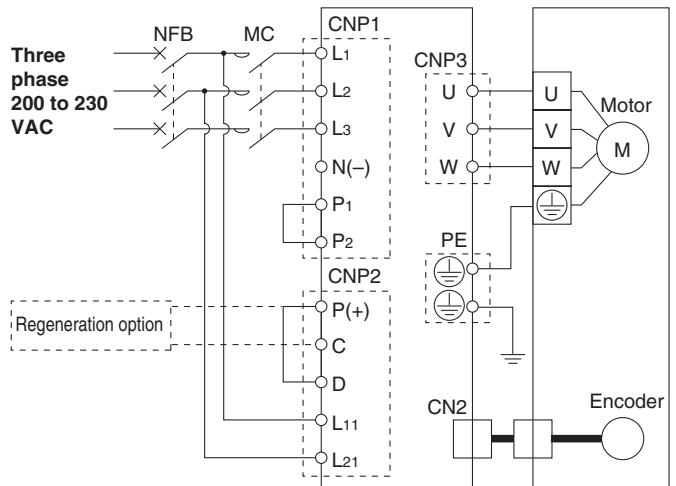 NFB
MC
CNP1
Three
phase
200 to 230
VAC
L1
L2
L3
N(–)
P1
P2
CNP3
U
V
W
U
V
W
Motor
M
PE
CNP2
Regeneration option
P(+)
C
D
L11
L21
CN2
Encoder